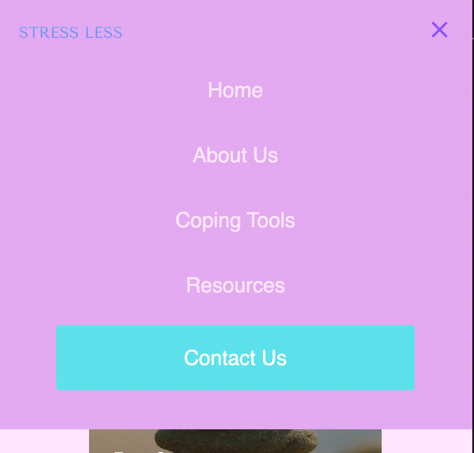 STRESS LESS
Home
About Us
Coping Tools
Resources
Contact Us